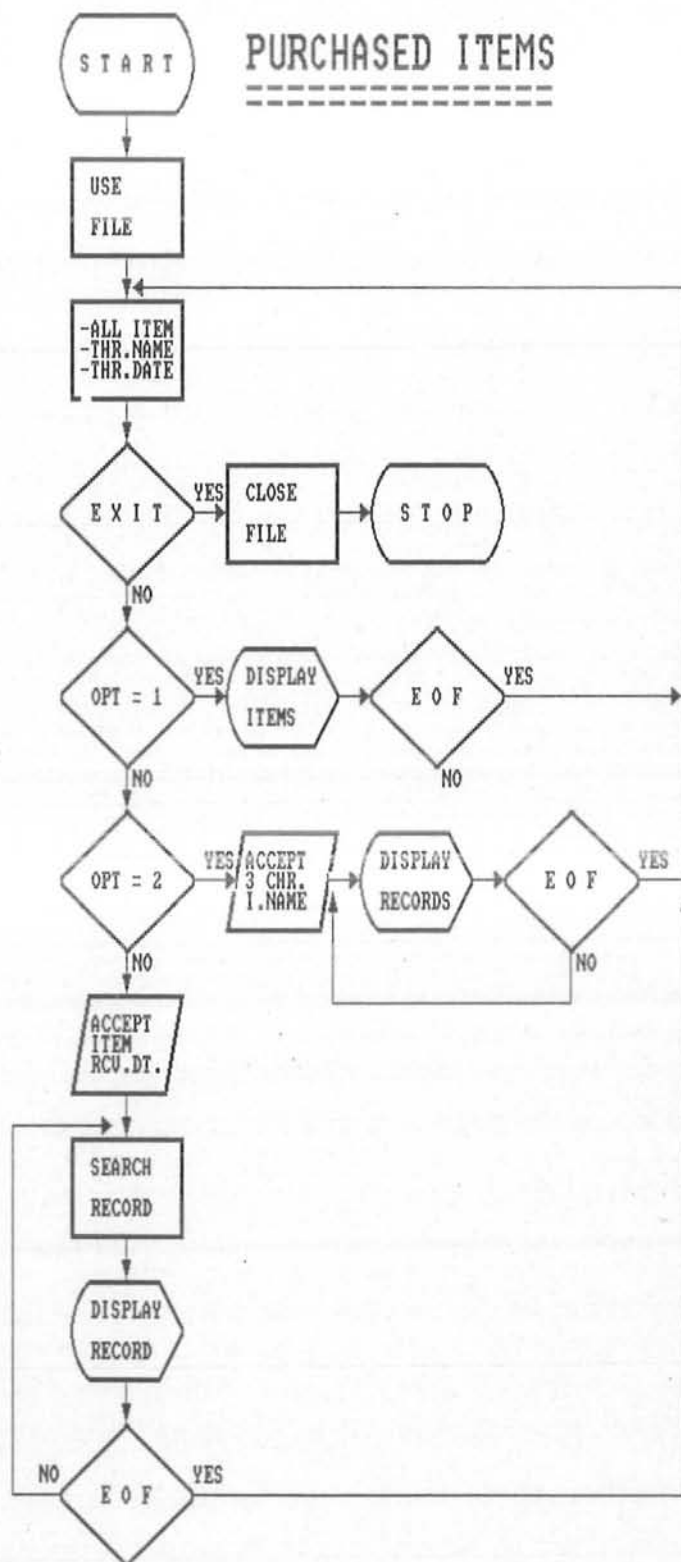 PURCHASED ITEMS
START
USE
FILE
-ALL ITEM
-THR.NAME
-THR.DATE
EXIT
YES
CLOSE
FILE
STOP
NO
OPT = 1
YES
DISPLAY
ITEMS
EOF
YES
NO
NO
OPT = 2
YES
ACCEPT
3 CHR.
I.NAME
DISPLAY
RECORDS
EOF
YES
NO
NO
ACCEPT
ITEM
RCV.DT.
SEARCH
RECORD
DISPLAY
RECORD
NO
EOF
YES